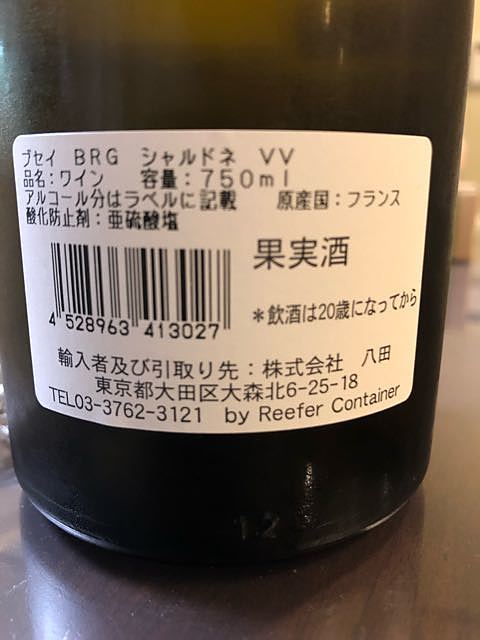 ブセイ BRG シャルドネ VV
品名：ワイン 容量：750ml
アルコール分はラベルに記載 原産国：フランス
酸化防止剤：亜硫酸塩
果実酒
4 528963 413027
＊飲酒は20歳になってから
輸入者及び引取り先：株式会社 八田
東京都大田区大森北6-25-18
TEL03-3762-3121 by Reefer Container
12